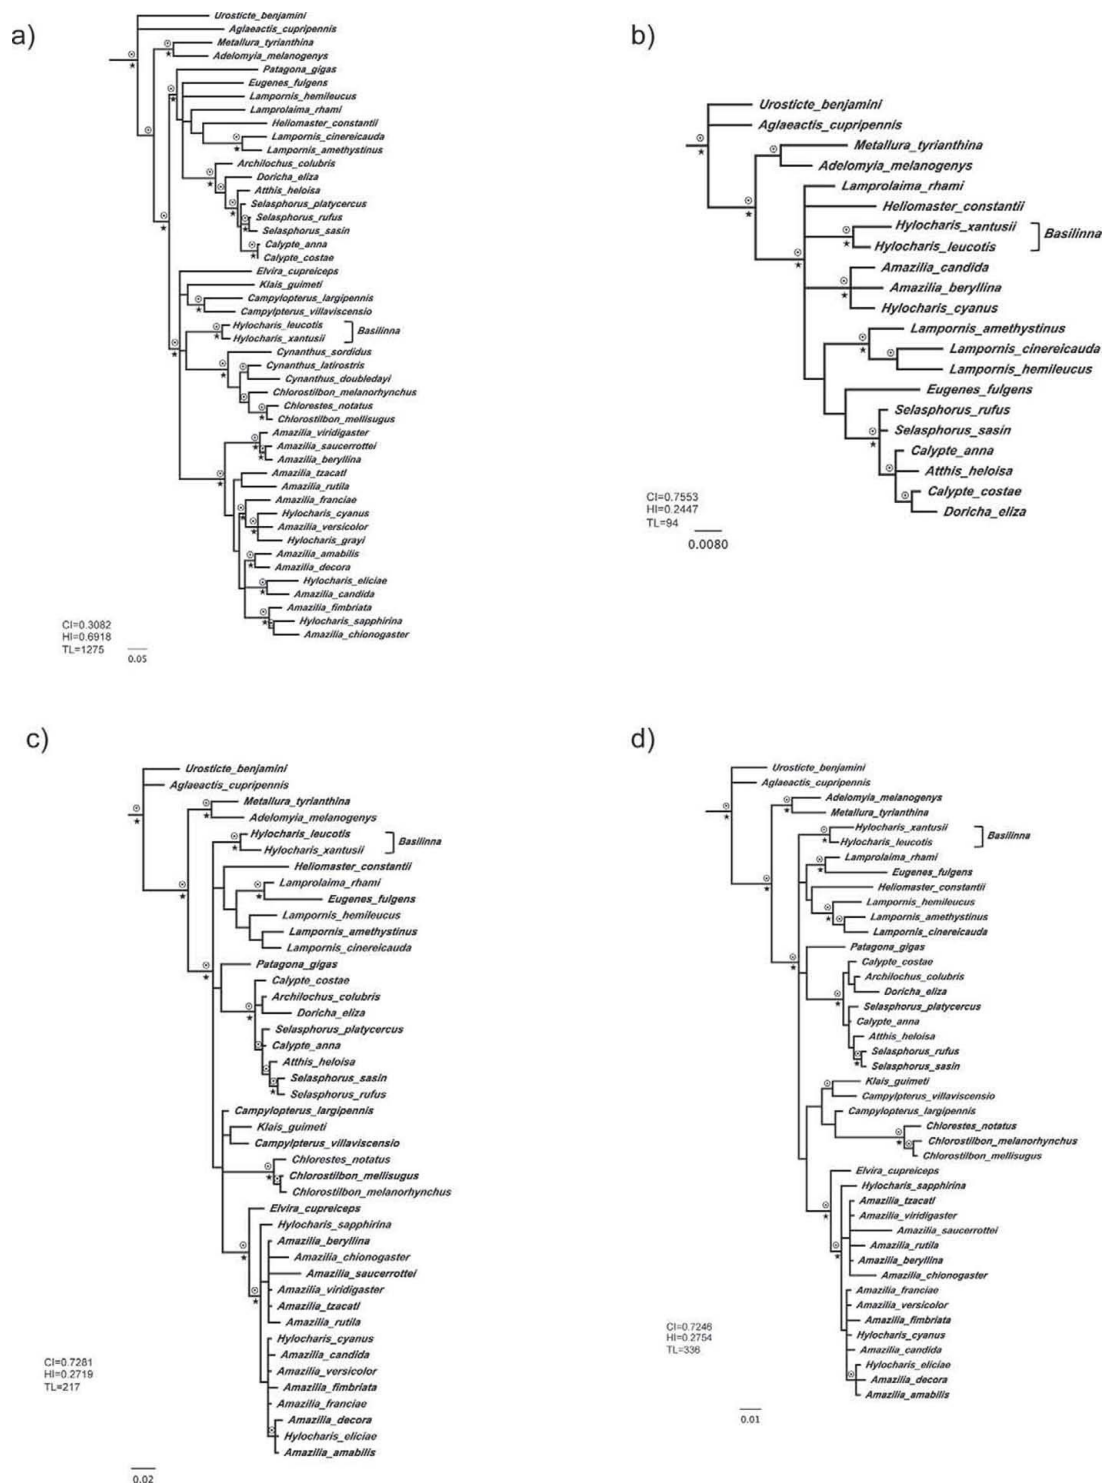 a)
Urosticte_benjamini
Aglaeactis_cupripennis
Metallura_tyrianthina
Adelomyia_melanogenys
Patagona_gigas
Eugenes_fulgens
Lampornis_hemileucus
Lamprolaima_rhami
Heliomaster_constantii
Lampornis_cinereicauda
Lampornis_amethystinus
Archilochus_colubris
Doricha_eliza
Atthis_heloisa
Selasphorus_platycercus
Selasphorus_rufus
Selasphorus_sasin
Calypte_anna
Calypte_costae
Elvira_cupreiceps
Klais_guimeti
Campylopterus_largipennis
Campylpterus_villaviscensio
Hylocharis_leucotis
Hylocharis_xantusii
Basilinna
Cynanthus_sordidus
Cynanthus_latirostris
Cynanthus_doubledayi
Chlorostilbon_melanorhynchus
Chlorestes_notatus
Chlorostilbon_mellisugus
Amazilia_viridigaster
Amazilia_saucerrottei
Amazilia_beryllina
Amazilia_tzacatl
Amazilia_rutila
Amazilia_franciae
Hylocharis_cyanus
Amazilia_versicolor
Hylocharis_grayi
Amazilia_amabilis
Amazilia_decora
Hylocharis_eliciae
Amazilia_candida
Amazilia_fimbriata
Hylocharis_sapphirina
Amazilia_chionogaster
CI=0.3082
HI=0.6918
TL=1275
0.05
b)
Urosticte_benjamini
Aglaeactis_cupripennis
Metallura_tyrianthina
Adelomyia_melanogenys
Lamprolaima_rhami
Heliomaster_constantii
Hylocharis_xantusii
Hylocharis_leucotis
Basilinna
Amazilia_candida
Amazilia_beryllina
Hylocharis_cyanus
Lampornis_amethystinus
Lampornis_cinereicauda
Lampornis_hemileucus
Eugenes_fulgens
Selasphorus_rufus
Selasphorus_sasin
Calypte_anna
Atthis_heloisa
Calypte_costae
Doricha_eliza
CI=0.7553
HI=0.2447
TL=94
0.0080
c)
Urosticte_benjamini
Aglaeactis_cupripennis
Metallura_tyrianthina
Adelomyia_melanogenys
Hylocharis_leucotis
Hylocharis_xantusii
Basilinna
Heliomaster_constantii
Lamprolaima_rhami
Eugenes_fulgens
Lampornis_hemileucus
Lampornis_amethystinus
Lampornis_cinereicauda
Patagona_gigas
Calypte_costae
Archilochus_colubris
Doricha_eliza
Selasphorus_platycercus
Calypte_anna
Atthis_heloisa
Selasphorus_sasin
Selasphorus_rufus
Campylopterus_largipennis
Klais_guimeti
Campylpterus_villaviscensio
Chlorestes_notatus
Chlorostilbon_mellisugus
Chlorostilbon_melanorhynchus
Elvira_cupreiceps
Hylocharis_sapphirina
Amazilia_beryllina
Amazilia_chionogaster
Amazilia_saucerrottei
Amazilia_viridigaster
Amazilia_tzacatl
Amazilia_rutila
Hylocharis_cyanus
Amazilia_candida
Amazilia_versicolor
Amazilia_fimbriata
Amazilia_franciae
Amazilia_decora
Hylocharis_eliciae
Amazilia_amabilis
CI=0.7281
HI=0.2719
TL=217
0.02
d)
Urosticte_benjamini
Aglaeactis_cupripennis
Adelomyia_melanogenys
Metallura_tyrianthina
Hylocharis_xantusii
Hylocharis_leucotis
Basilinna
Lamprolaima_rhami
Eugenes_fulgens
Heliomaster_constantii
Lampornis_hemileucus
Lampornis_amethystinus
Lampornis_cinereicauda
Patagona_gigas
Calypte_costae
Archilochus_colubris
Doricha_eliza
Selasphorus_platycercus
Calypte_anna
Atthis_heloisa
Selasphorus_rufus
Selasphorus_sasin
Klais_guimeti
Campylpterus_villaviscensio
Campylopterus_largipennis
Chlorestes_notatus
Chlorostilbon_melanorhynchus
Chlorostilbon_mellisugus
Elvira_cupreiceps
Hylocharis_sapphirina
Amazilia_tzacatl
Amazilia_viridigaster
Amazilia_saucerrottei
Amazilia_rutila
Amazilia_beryllina
Amazilia_chionogaster
Amazilia_franciae
Amazilia_versicolor
Amazilia_fimbriata
Hylocharis_cyanus
Amazilia_candida
Hylocharis_eliciae
Amazilia_decora
Amazilia_amabilis
CI=0.7246
HI=0.2754
TL=336
0.01